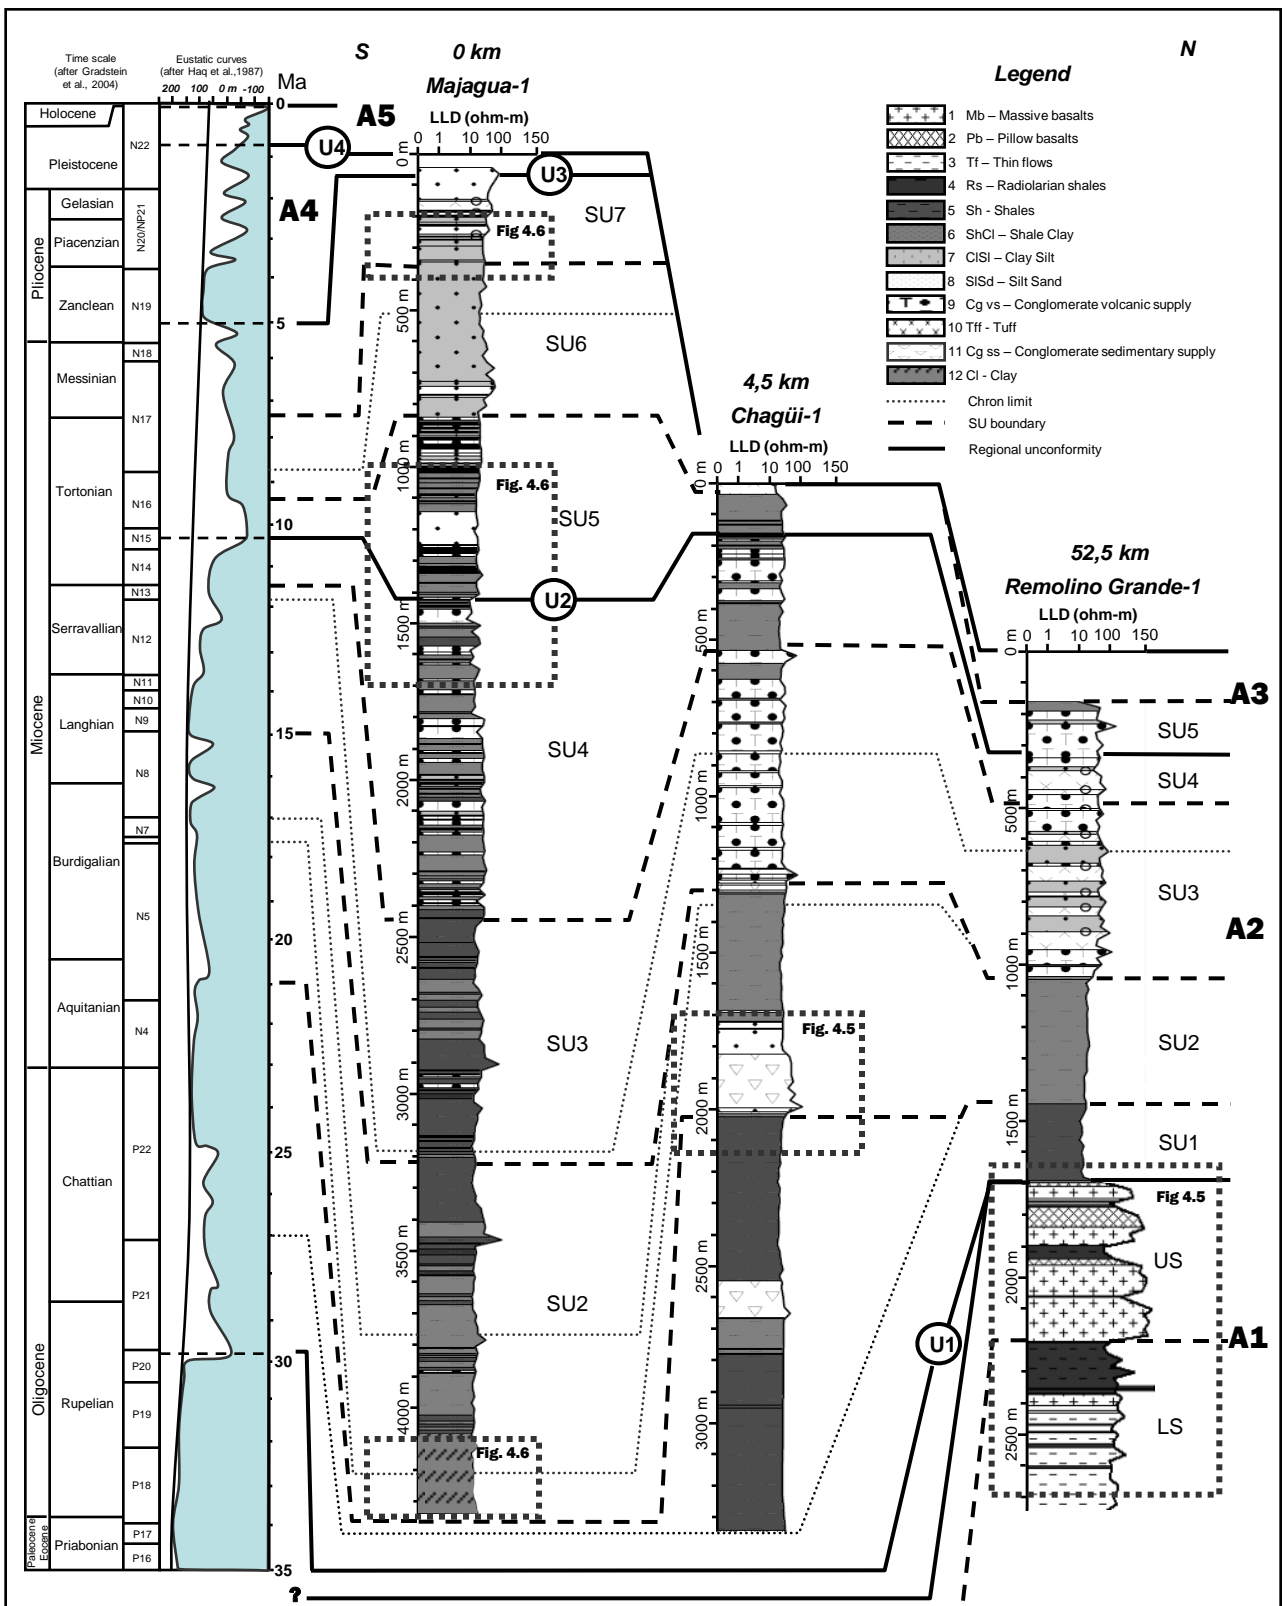 S
0 km
Majagua-1
N
Time scale
(after Gradstein
et al., 2004)
Eustatic curves
(after Haq et al.,1987)
200 100 0 m -100
Ma
LLD (ohm-m)
0 1 10 100 150
Legend
1 Mb – Massive basalts
2 Pb – Pillow basalts
3 Tf – Thin flows
4 Rs – Radiolarian shales
5 Sh - Shales
6 ShCl – Shale Clay
7 ClSl – Clay Silt
8 SlSd – Silt Sand
9 Cg vs – Conglomerate volcanic supply
10 Tff - Tuff
11 Cg ss – Conglomerate sedimentary supply
12 Cl - Clay
Chron limit
SU boundary
Regional unconformity
Holocene
Pleistocene
Gelasian
Piacenzian
Zanclean
Messinian
Tortonian
Serravallian
Langhian
Burdigalian
Aquitanian
Chattian
Rupelian
Priabonian
Pliocene
Miocene
Oligocene
Paleocene
Eocene
N22
N20/NP21
N19
N18
N17
N16
N15
N14
N13
N12
N11
N10
N9
N8
N7
N5
N4
P22
P21
P20
P19
P18
P17
P16
0
5
10
15
20
25
30
35
?
A5
A4
U4
U3
U2
U1
0 m
500 m
1000 m
1500 m
2000 m
2500 m
3000 m
3500 m
4000 m
Fig 4.6
Fig. 4.6
Fig. 4.6
SU7
SU6
SU5
SU4
SU3
SU2
4,5 km
Chagüi-1
LLD (ohm-m)
0 1 10 100 150
0 m
500 m
1000 m
1500 m
2000 m
2500 m
3000 m
Fig. 4.5
52,5 km
Remolino Grande-1
LLD (ohm-m)
0 1 10 100 150
0 m
500 m
1000 m
1500 m
2000 m
2500 m
A3
SU5
SU4
SU3
A2
SU2
SU1
Fig 4.5
US
A1
LS